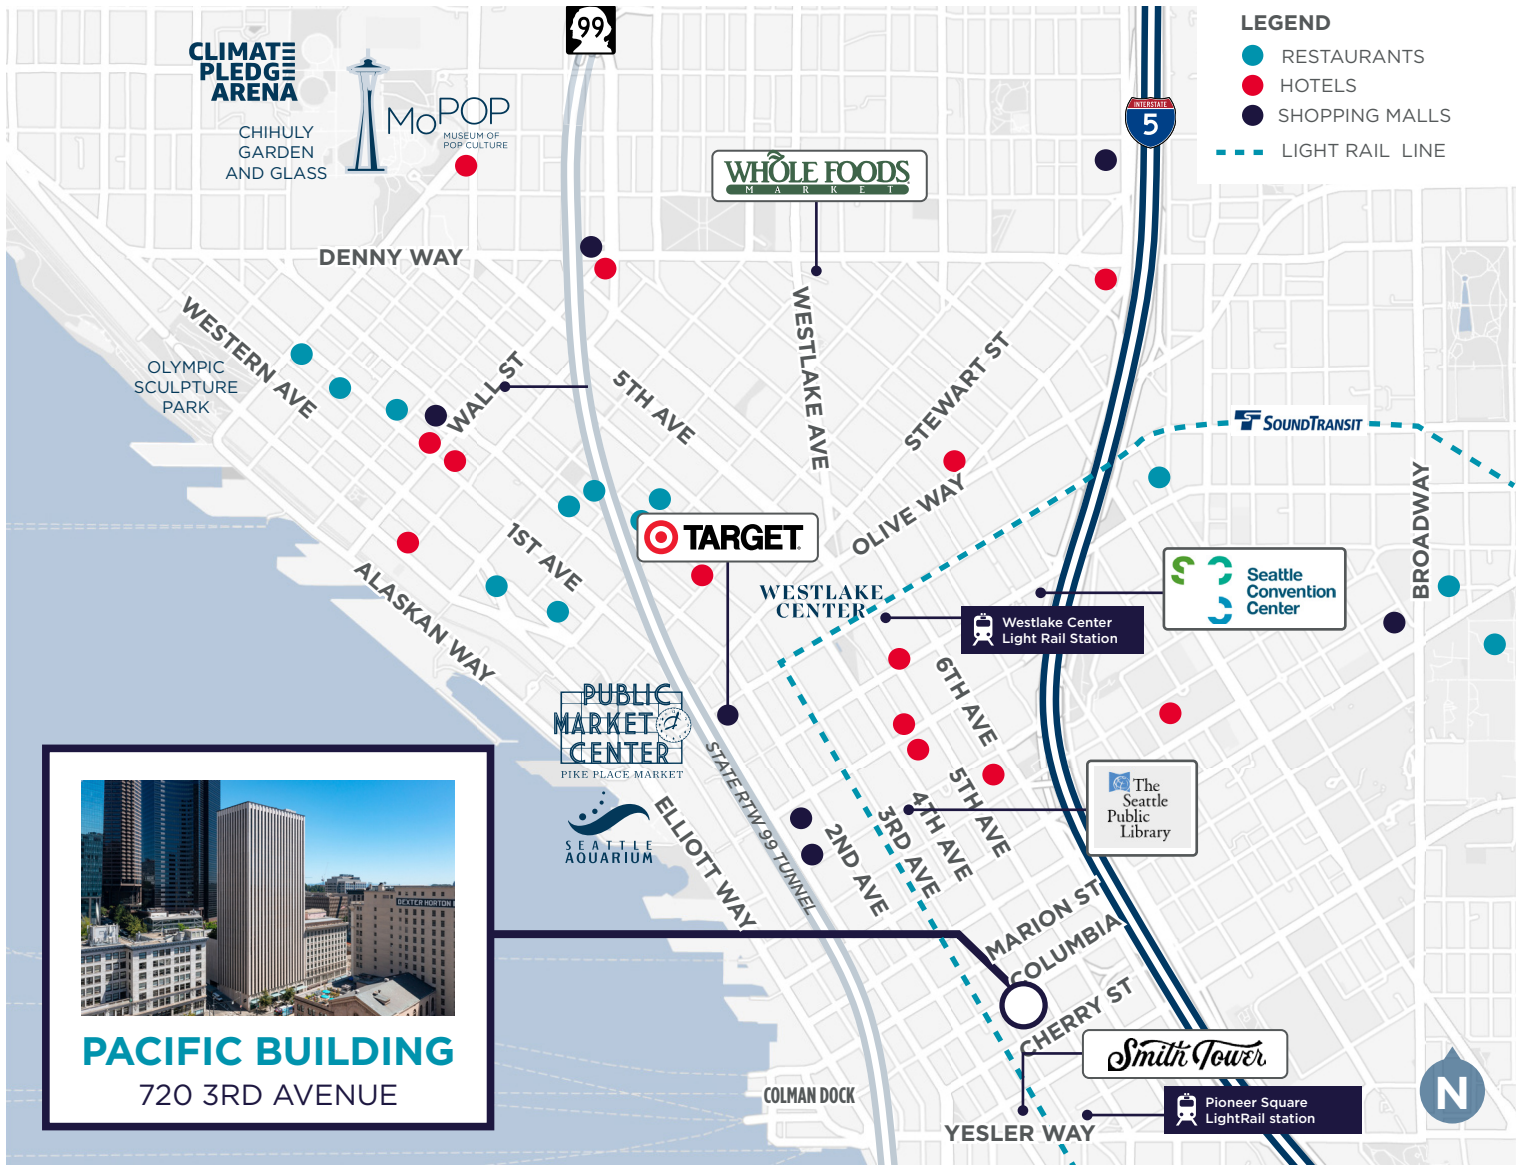 99
CLIMATE
PLEDGE
ARENA
MoPOP
MUSEUM OF
POP CULTURE
CHIHULY
GARDEN
AND GLASS
LEGEND
RESTAURANTS
HOTELS
SHOPPING MALLS
LIGHT RAIL LINE
INTERSTATE
5
WHOLE FOODS
MARKET
DENNY WAY
WESTERN AVE
OLYMPIC
SCULPTURE
PARK
WALL ST
5TH AVE
WESTLAKE AVE
STEWART ST
SOUNDTRANSIT
OLIVE WAY
BROADWAY
1ST AVE
TARGET
ALASKAN WAY
WESTLAKE
CENTER
Seattle
Convention
Center
Westlake Center
Light Rail Station
6TH AVE
PUBLIC
MARKET
CENTER
PIKE PLACE MARKET
STATE RTW 99 TUNNEL
SEATTLE
AQUARIUM
ELLIOTT WAY
2ND AVE
3RD AVE
4TH AVE
5TH AVE
The
Seattle
Public
Library
MARION ST
COLUMBIA
CHERRY ST
DEXTER HORTON
PACIFIC BUILDING
720 3RD AVENUE
Smith Tower
COLMAN DOCK
Pioneer Square
LightRail station
YESLER WAY
N